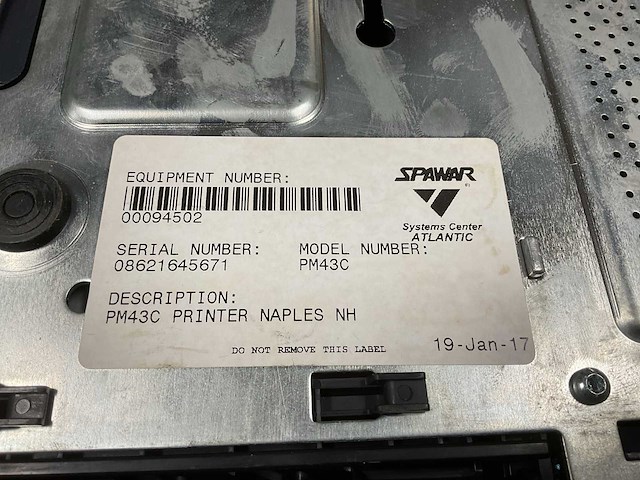 EQUIPMENT NUMBER:
00094502
SPAWAR
Systems Center
ATLANTIC
SERIAL NUMBER:
08621645671
MODEL NUMBER:
PM43C
DESCRIPTION:
PM43C PRINTER NAPLES NH
DO NOT REMOVE THIS LABEL
19-Jan-17